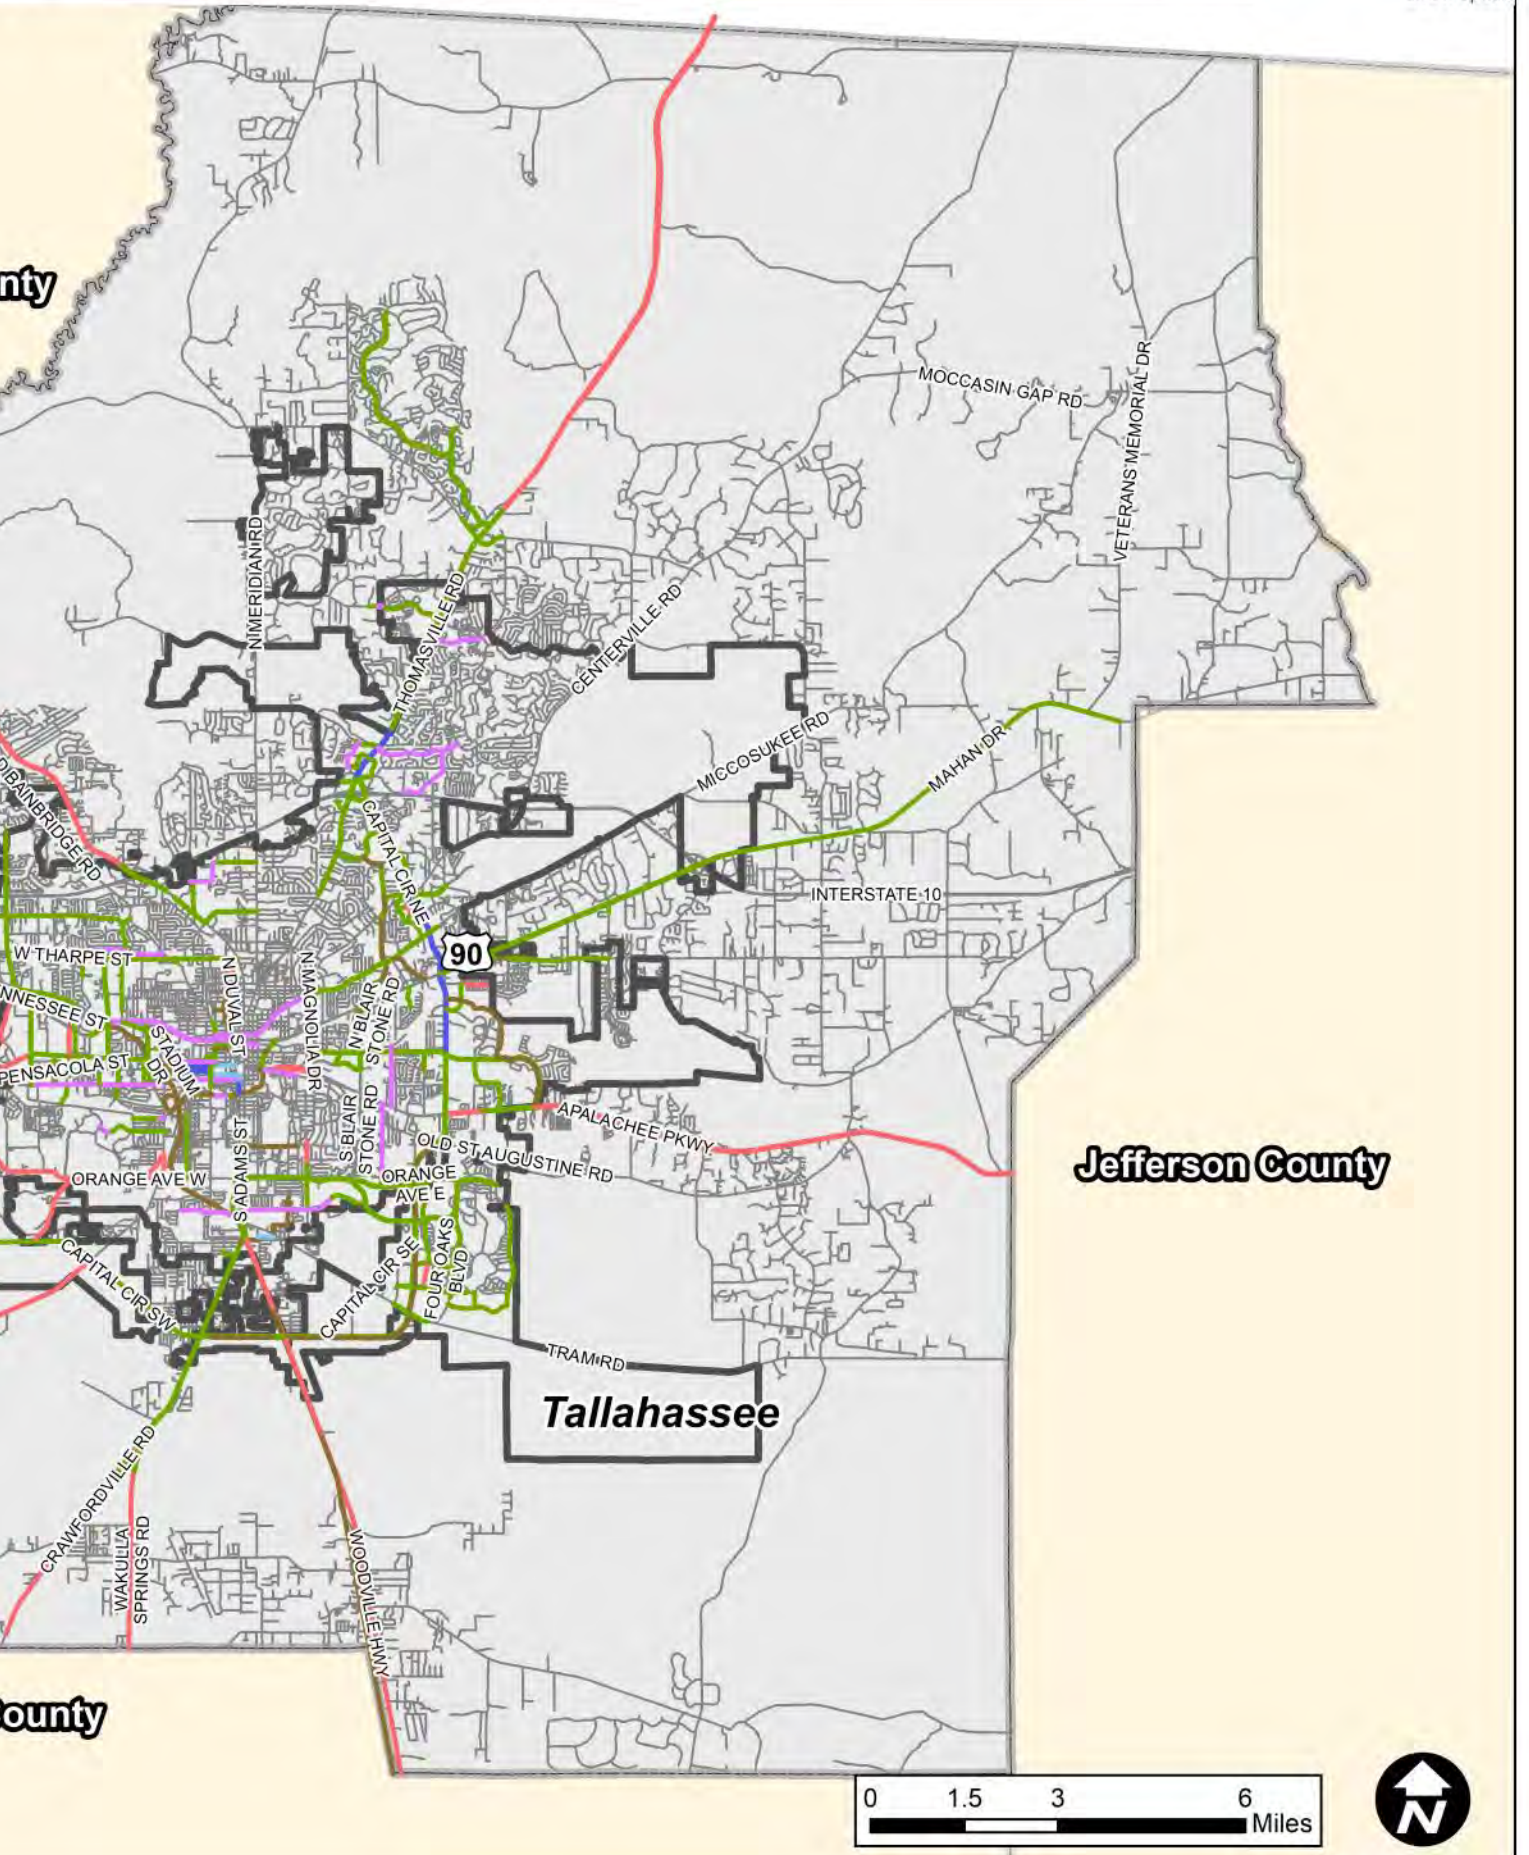 nty
MOCCASIN GAP RD
VETERANS MEMORIAL DR
N MERIDIAN RD
THOMASVILLE RD
CENTERVILLE RD
MICCOSUKEE RD
MAHAN DR
BAINBRIDGE RD
CAPITAL CIR NE
INTERSTATE 10
90
W THARPE ST
NNESSEE ST
N DUVAL ST
N MAGNOLIA DR
N BLAIR
STONE RD
STADIUM
DR
PENSACOLA ST
S BLAIR
STONE RD
APALACHEE PKWY
OLD ST AUGUSTINE RD
Jefferson County
ORANGE AVE W
S ADAMS ST
ORANGE
AVE E
CAPITAL CIR SW
CAPITAL CIR SE
FOUR OAKS
BLVD
TRAM RD
Tallahassee
CRAWFORDVILLE RD
WAKULLA
SPRINGS RD
WOODVILLE HWY
ounty
0 1.5 3 6
Miles
N